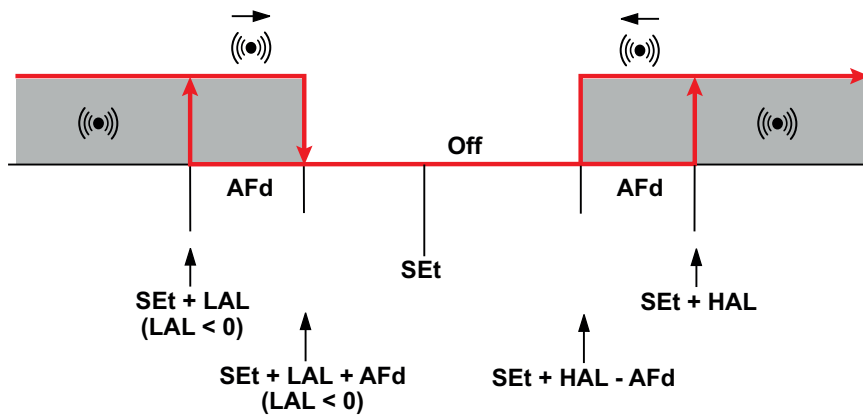 Off
AFd
AFd
SEt
SEt + LAL
(LAL < 0)
SEt + HAL
SEt + LAL + AFd
(LAL < 0)
SEt + HAL - AFd